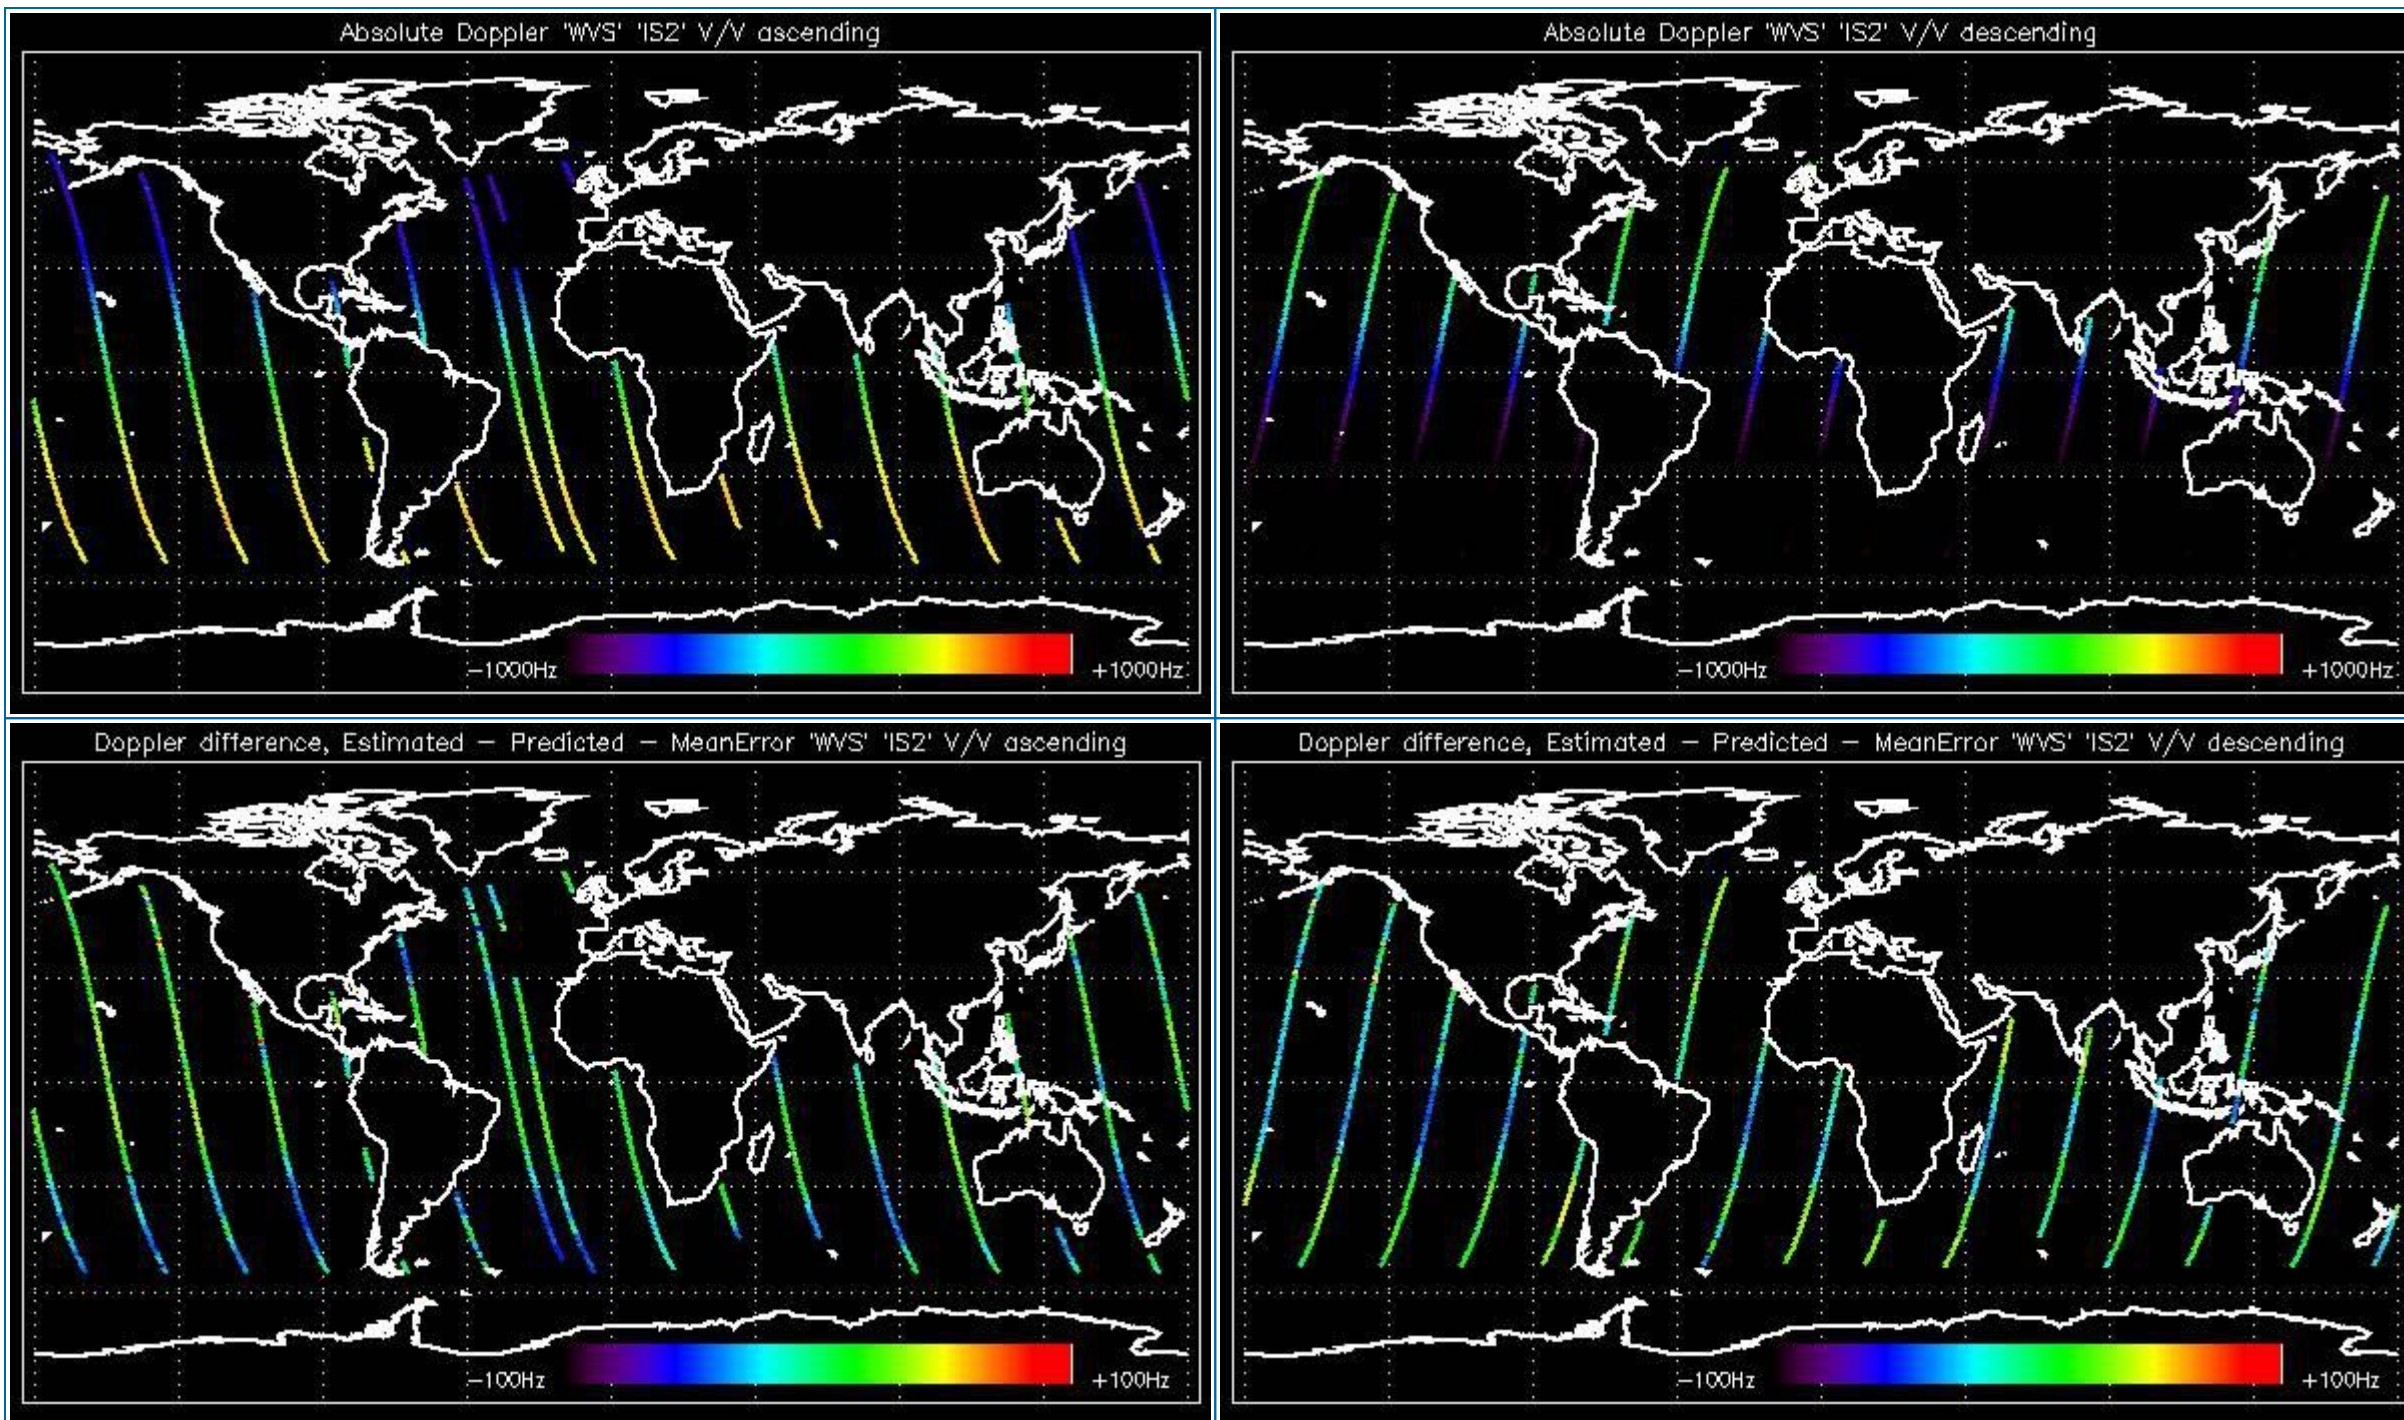 Absolute Doppler 'WVS' 'IS2' V/V ascending
-1000Hz
+1000Hz
Absolute Doppler 'WVS' 'IS2' V/V descending
-1000Hz
+1000Hz
Doppler difference, Estimated - Predicted - MeanError 'WVS' 'IS2' V/V ascending
-100Hz
+100Hz
Doppler difference, Estimated - Predicted - MeanError 'WVS' 'IS2' V/V descending
-100Hz
+100Hz